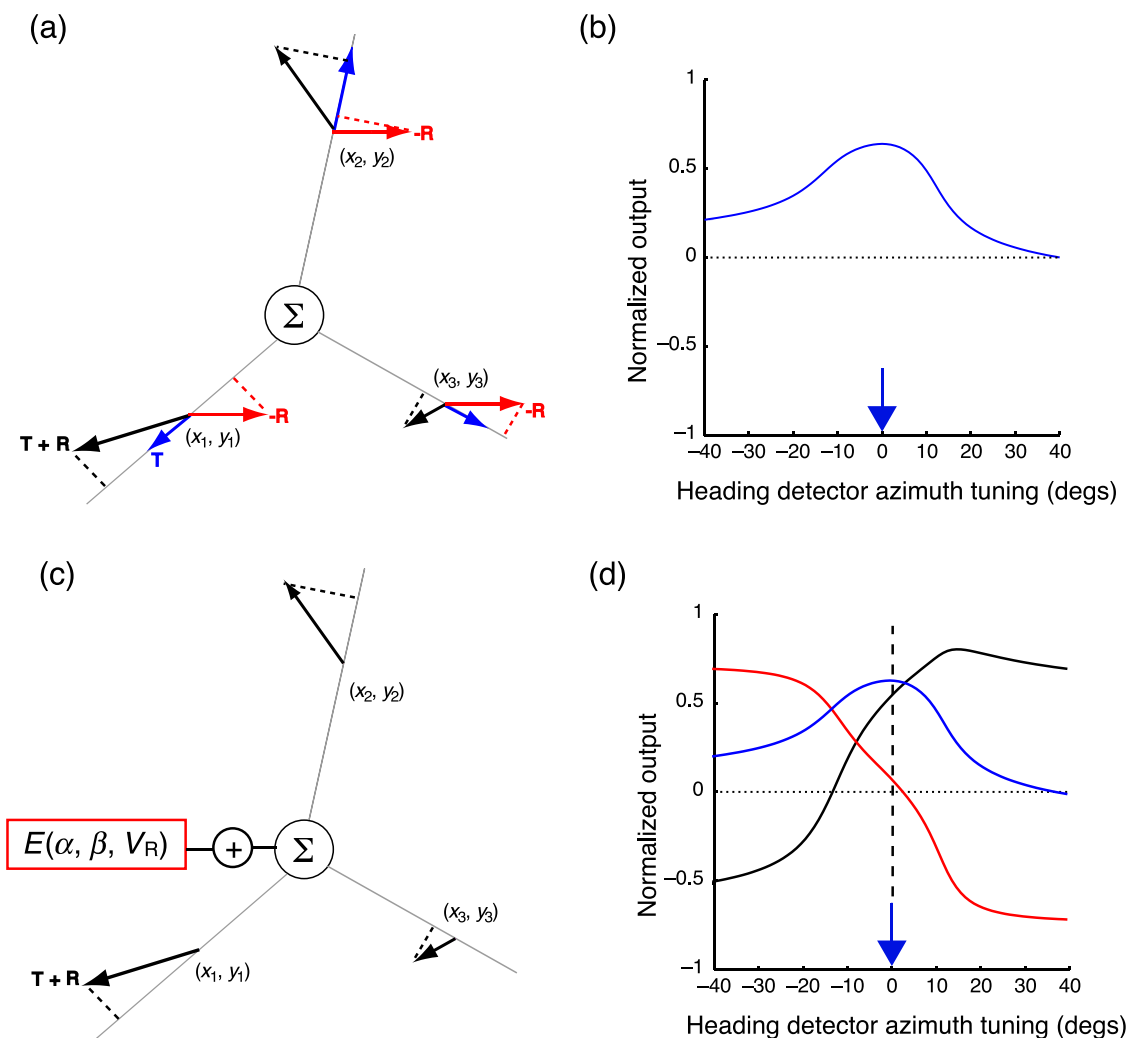 (a)
-R
(x2, y2)
Σ
(x3, y3)
-R
-R
T + R
(x1, y1)
T
(b)
1
0.5
0
–0.5
–1
Normalized output
–40 –30 –20 –10 0 10 20 30 40
Heading detector azimuth tuning (degs)
(c)
(x2, y2)
E(α, β, VR)
+
Σ
(x3, y3)
T + R
(x1, y1)
(d)
1
0.5
0
–0.5
–1
Normalized output
–40 –30 –20 –10 0 10 20 30 40
Heading detector azimuth tuning (degs)